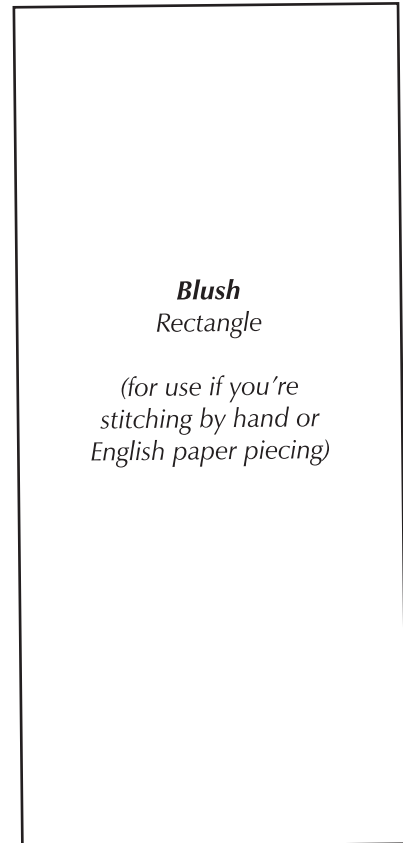 Blush
Rectangle
(for use if you're
stitching by hand or
English paper piecing)